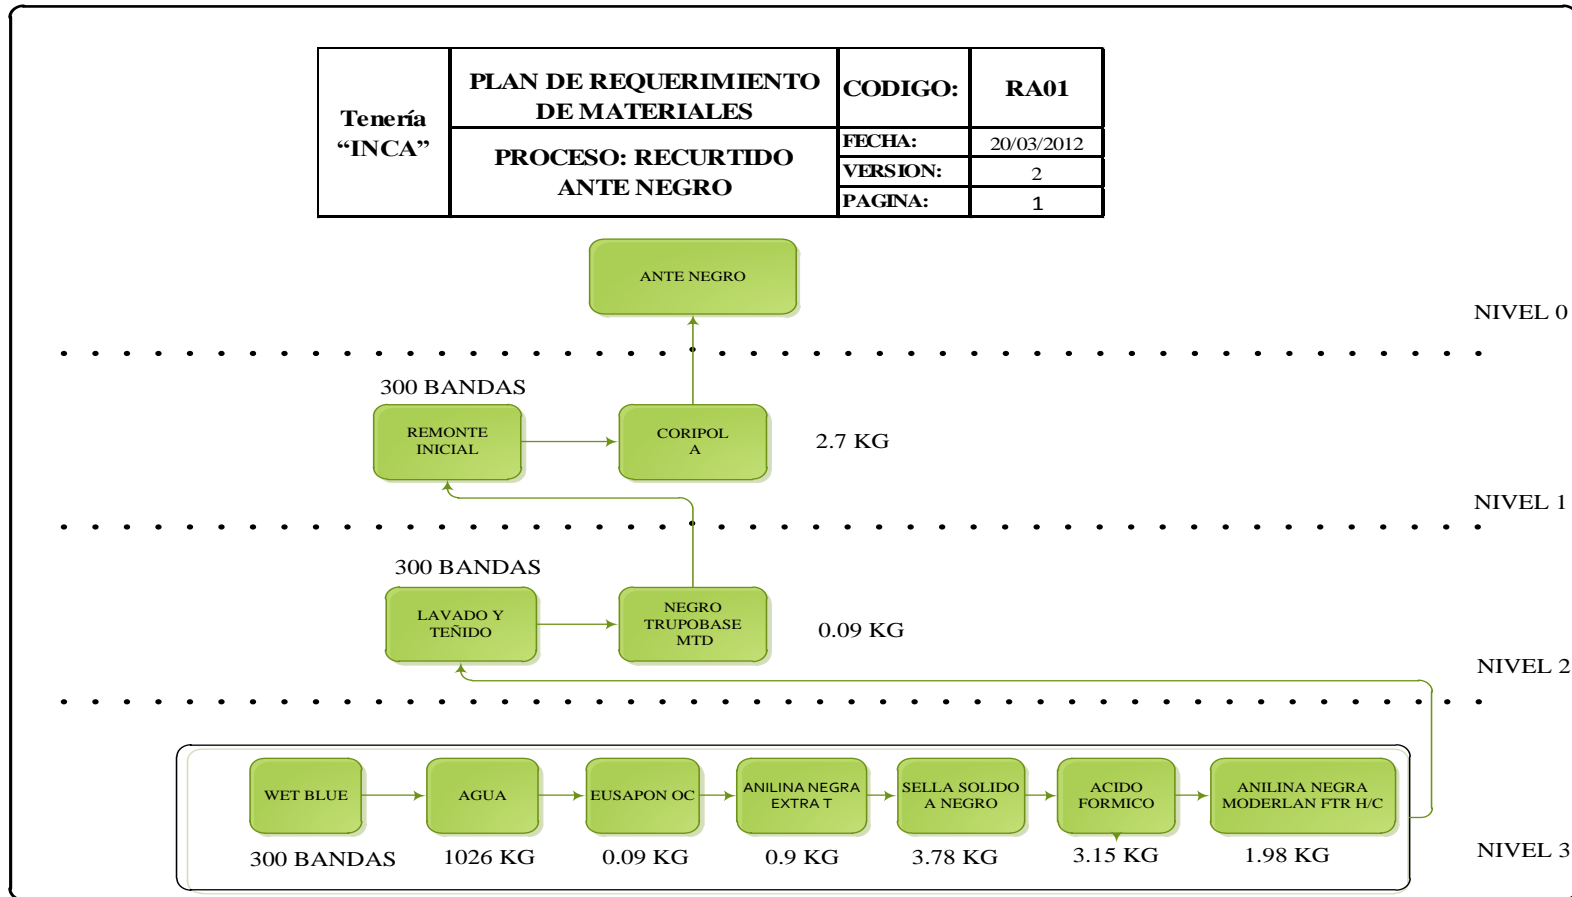 Tenería
“INCA”
PLAN DE REQUERIMIENTO
DE MATERIALES
CODIGO:
RA01
PROCESO: RECURTIDO
ANTE NEGRO
FECHA:
20/03/2012
VERSION:
2
PAGINA:
1
ANTE NEGRO
NIVEL 0
300 BANDAS
REMONTE
INICIAL
CORIPOL
A
2.7 KG
NIVEL 1
300 BANDAS
LAVADO Y
TEÑIDO
NEGRO
TRUPOBASE
MTD
0.09 KG
NIVEL 2
WET BLUE
AGUA
EUSAPON OC
ANILINA NEGRA
EXTRA T
SELLA SOLIDO
A NEGRO
ACIDO
FORMICO
ANILINA NEGRA
MODERLAN FTR H/C
300 BANDAS
1026 KG
0.09 KG
0.9 KG
3.78 KG
3.15 KG
1.98 KG
NIVEL 3